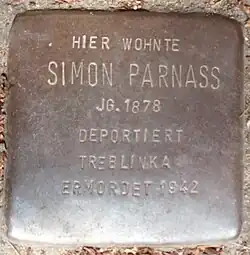 HIER WOHNTE
SIMON PARNASS
JG. 1878
DEPORTIERT
TREBLINKA
ERMORDET 1942